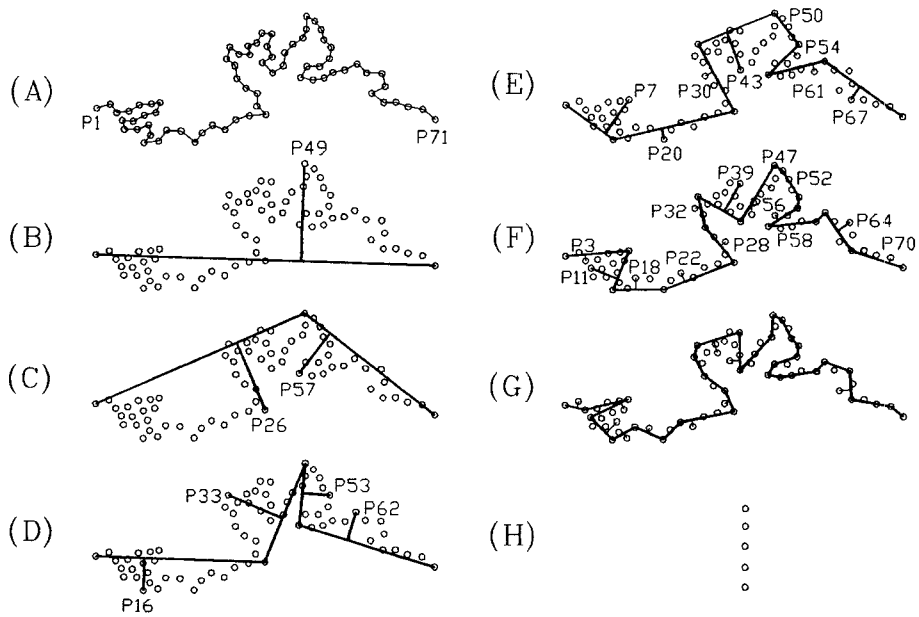 (A)
P1
P71
(B)
P49
(C)
P57
P26
(D)
P33
P53
P62
P16
(E)
P50
P54
P7
P30
P43
P61
P67
P20
(F)
P47
P39
P52
P32
56
P64
P3
P28
P58
P70
P11
P18
P22
(G)
(H)